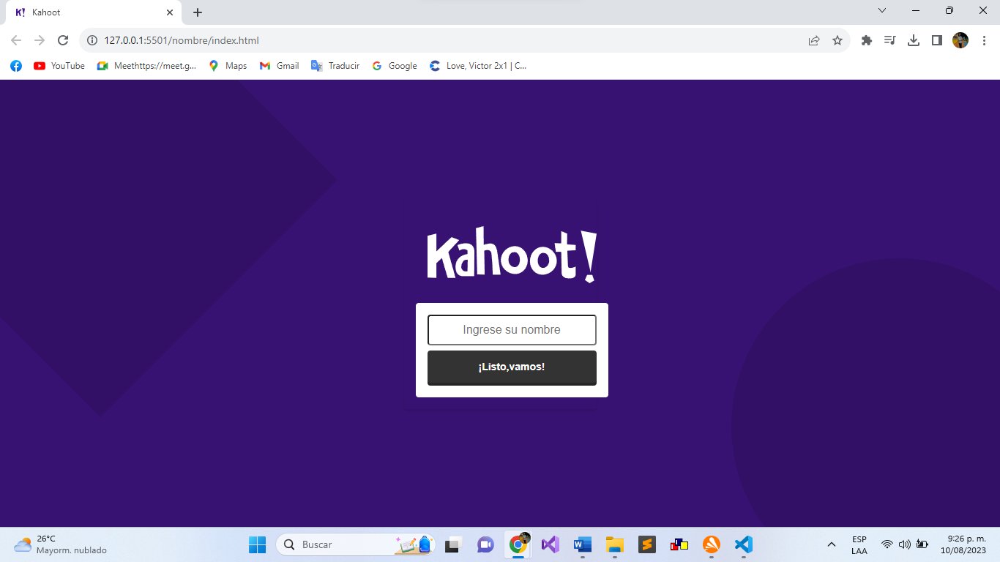 Kahoot
127.0.0.1:5501/nombre/index.html
YouTube
Meethttps://meet.g...
Maps
Gmail
Traducir
Google
Love, Victor 2x1 | C...
Kahoot!
Ingrese su nombre
¡Listo,vamos!
26°C
Mayorm. nublado
Buscar
ESP
LAA
9:26 p. m.
10/08/2023